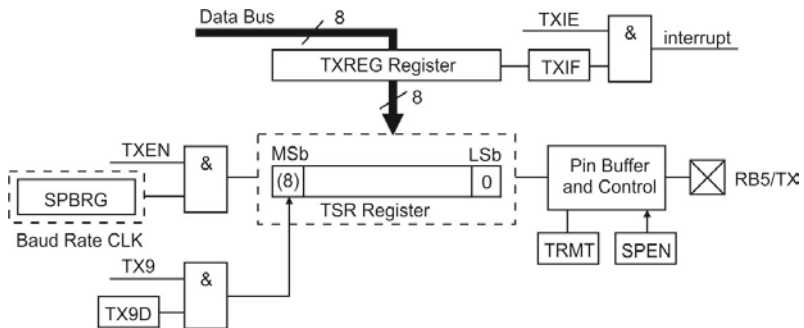 Data Bus
8
TXIE
&
interrupt
TXREG Register
TXIF
8
TXEN
&
MSb
LSb
(8)
0
TSR Register
Pin Buffer
and Control
RB5/TX
SPBRG
Baud Rate CLK
TRMT
SPEN
TX9
&
TX9D